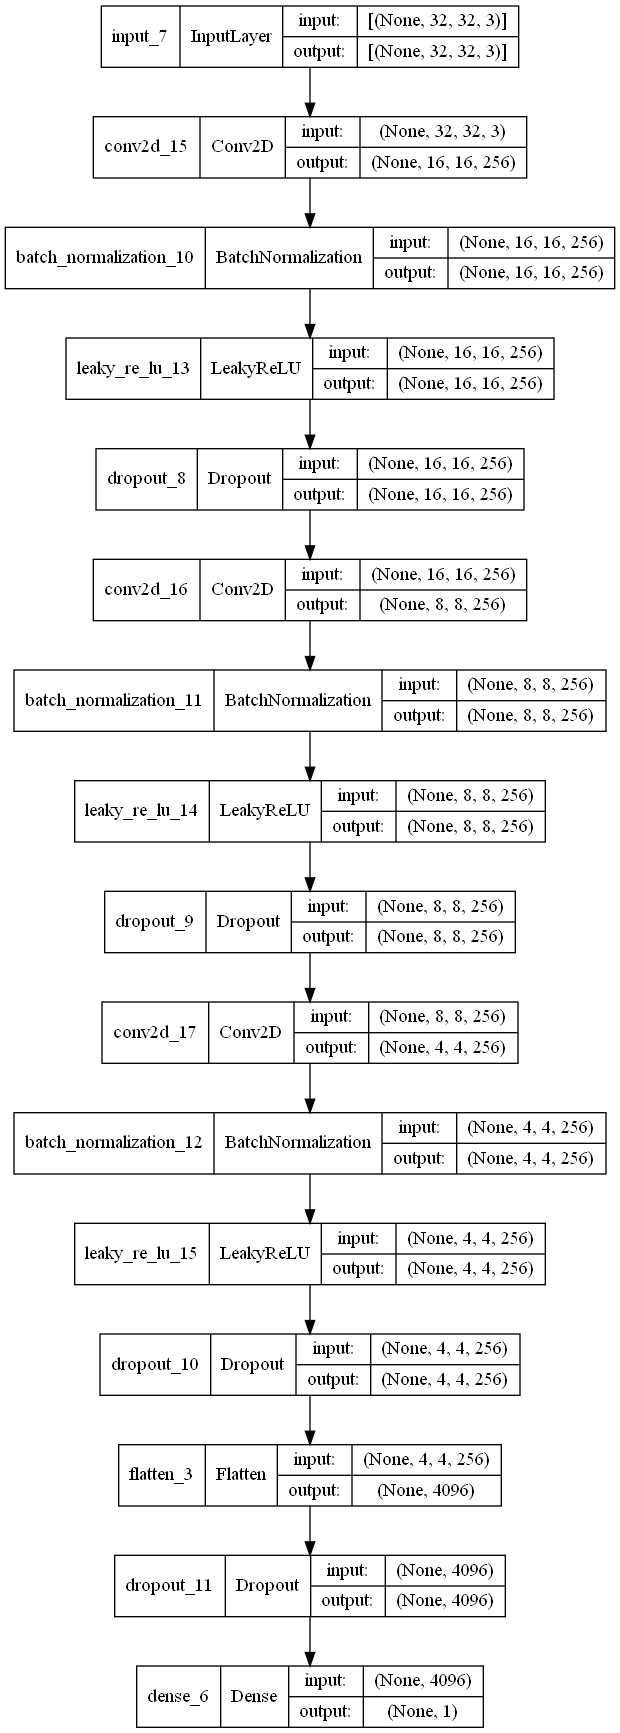 input_7 InputLayer input: [(None, 32, 32, 3)]
output: [(None, 32, 32, 3)]
conv2d_15 Conv2D input: (None, 32, 32, 3)
output: (None, 16, 16, 256)
batch_normalization_10 BatchNormalization input: (None, 16, 16, 256)
output: (None, 16, 16, 256)
leaky_re_lu_13 LeakyReLU input: (None, 16, 16, 256)
output: (None, 16, 16, 256)
dropout_8 Dropout input: (None, 16, 16, 256)
output: (None, 16, 16, 256)
conv2d_16 Conv2D input: (None, 16, 16, 256)
output: (None, 8, 8, 256)
batch_normalization_11 BatchNormalization input: (None, 8, 8, 256)
output: (None, 8, 8, 256)
leaky_re_lu_14 LeakyReLU input: (None, 8, 8, 256)
output: (None, 8, 8, 256)
dropout_9 Dropout input: (None, 8, 8, 256)
output: (None, 8, 8, 256)
conv2d_17 Conv2D input: (None, 8, 8, 256)
output: (None, 4, 4, 256)
batch_normalization_12 BatchNormalization input: (None, 4, 4, 256)
output: (None, 4, 4, 256)
leaky_re_lu_15 LeakyReLU input: (None, 4, 4, 256)
output: (None, 4, 4, 256)
dropout_10 Dropout input: (None, 4, 4, 256)
output: (None, 4, 4, 256)
flatten_3 Flatten input: (None, 4, 4, 256)
output: (None, 4096)
dropout_11 Dropout input: (None, 4096)
output: (None, 4096)
dense_6 Dense input: (None, 4096)
output: (None, 1)